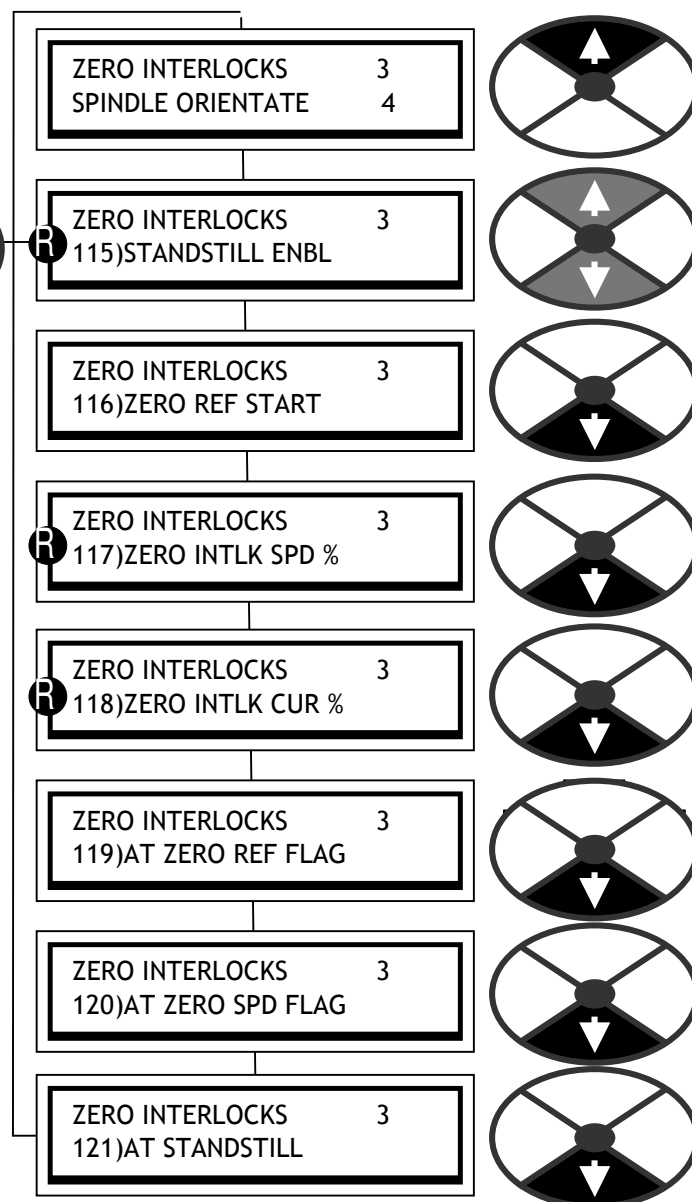 ZERO INTERLOCKS 3
SPINDLE ORIENTATE 4
ZERO INTERLOCKS 3
R 115)STANDSTILL ENBL
ZERO INTERLOCKS 3
116)ZERO REF START
ZERO INTERLOCKS 3
R 117)ZERO INTLK SPD %
ZERO INTERLOCKS 3
R 118)ZERO INTLK CUR %
ZERO INTERLOCKS 3
119)AT ZERO REF FLAG
ZERO INTERLOCKS 3
120)AT ZERO SPD FLAG
ZERO INTERLOCKS 3
121)AT STANDSTILL